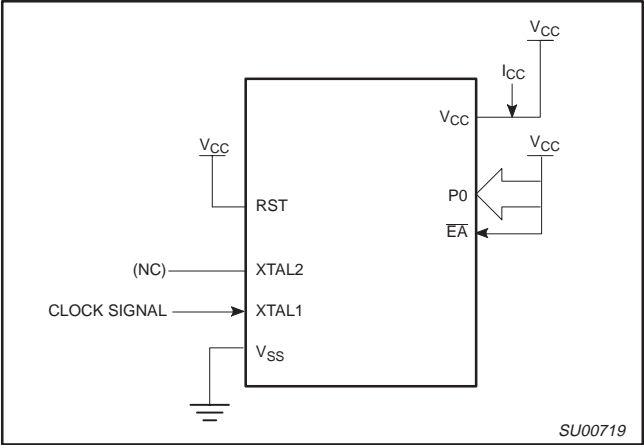 VCC
ICC
VCC
VCC
VCC
RST
P0
EA
(NC) XTAL2
CLOCK SIGNAL XTAL1
VSS
SU00719